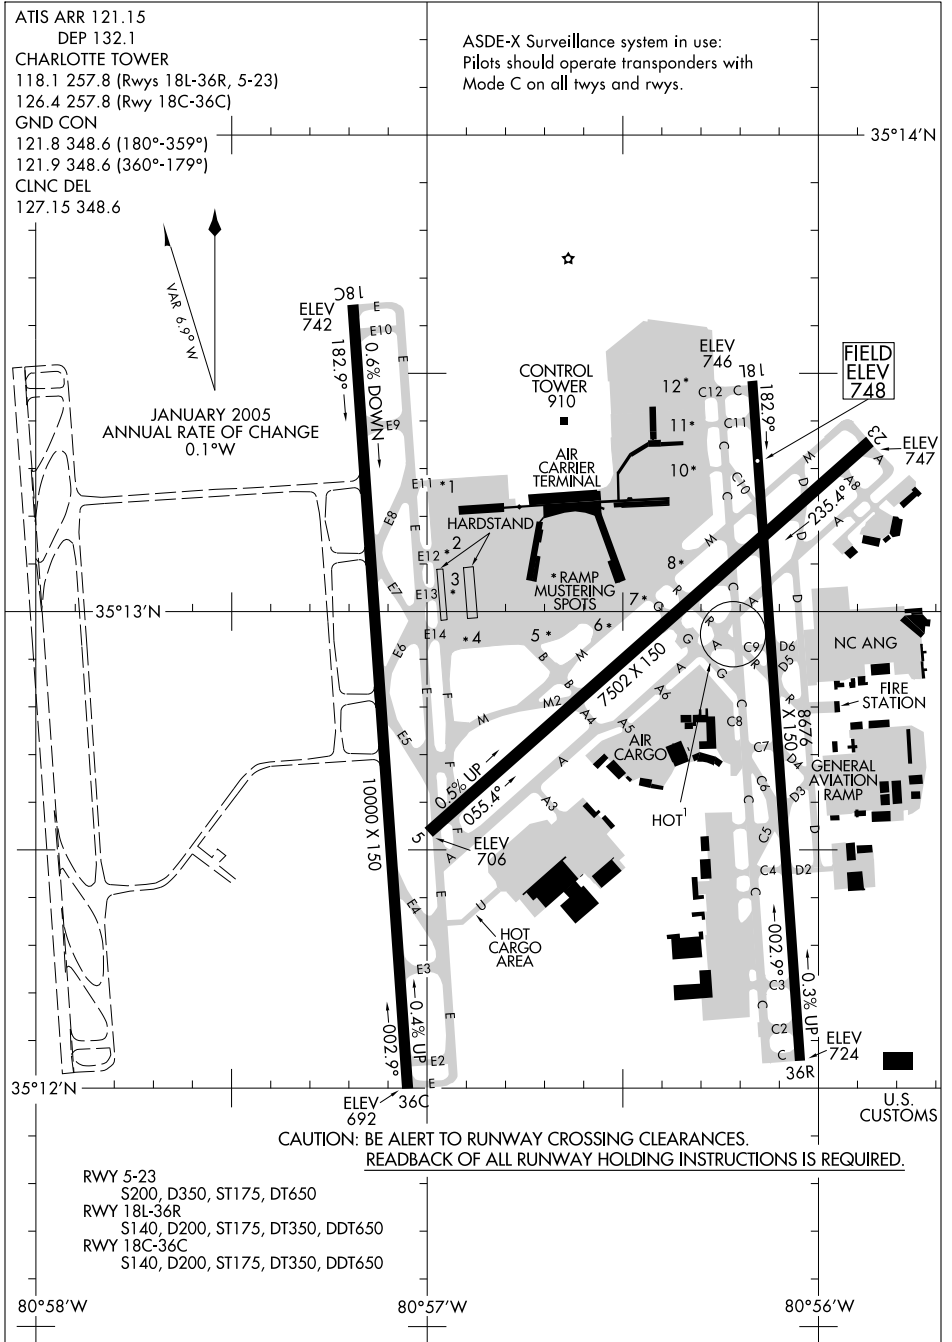 ATIS ARR 121.15
DEP 132.1
CHARLOTTE TOWER
118.1 257.8 (Rwys 18L-36R, 5-23)
126.4 257.8 (Rwy 18C-36C)
GND CON
121.8 348.6 (180°-359°)
121.9 348.6 (360°-179°)
CLNC DEL
127.15 348.6
ASDE-X Surveillance system in use:
Pilots should operate transponders with
Mode C on all twys and rwys.
35°14'N
VAR 6.9° W
JANUARY 2005
ANNUAL RATE OF CHANGE
0.1°W
18C
ELEV
742
182.9°
0.6% DOWN
E
E10
E
E9
E11
* 1
E8
E
E12
2
*
E7
E13
3
*
E14
* 4
E6
E
F
E5
F
F
10000 X 150
E4
E
E3
E
0.4% UP
002.9°
E2
E
36C
ELEV
692
CONTROL
TOWER
910
AIR
CARRIER
TERMINAL
HARDSTAND
* RAMP
MUSTERING
SPOTS
5 *
6 *
7 *
8 *
10 *
11 *
12 *
ELEV
746
18L
182.9°
C12
C
C11
C
C10
C
FIELD
ELEV
748
23
ELEV
747
M
D
A8
A
235.4°
A
D
M
R
Q
C
A
R
G
A
G
D
C9
D6
R
D5
R
A
A6
G
C
C8
B
M
B
M2
M
A4
A5
A
A3
A
7502 X 150
0.5% UP
055.4°
5
ELEV
706
U
HOT
CARGO
AREA
AIR
CARGO
HOT 1
NC ANG
FIRE
STATION
8676
X 150
C7
D4
GENERAL
AVIATION
RAMP
C6
D3
C
C5
D
C4
D2
C
002.9°
C3
0.3% UP
C
C2
C
36R
ELEV
724
U.S.
CUSTOMS
35°13'N
35°12'N
CAUTION: BE ALERT TO RUNWAY CROSSING CLEARANCES.
READBACK OF ALL RUNWAY HOLDING INSTRUCTIONS IS REQUIRED.
RWY 5-23
S200, D350, ST175, DT650
RWY 18L-36R
S140, D200, ST175, DT350, DDT650
RWY 18C-36C
S140, D200, ST175, DT350, DDT650
80°58'W
80°57'W
80°56'W